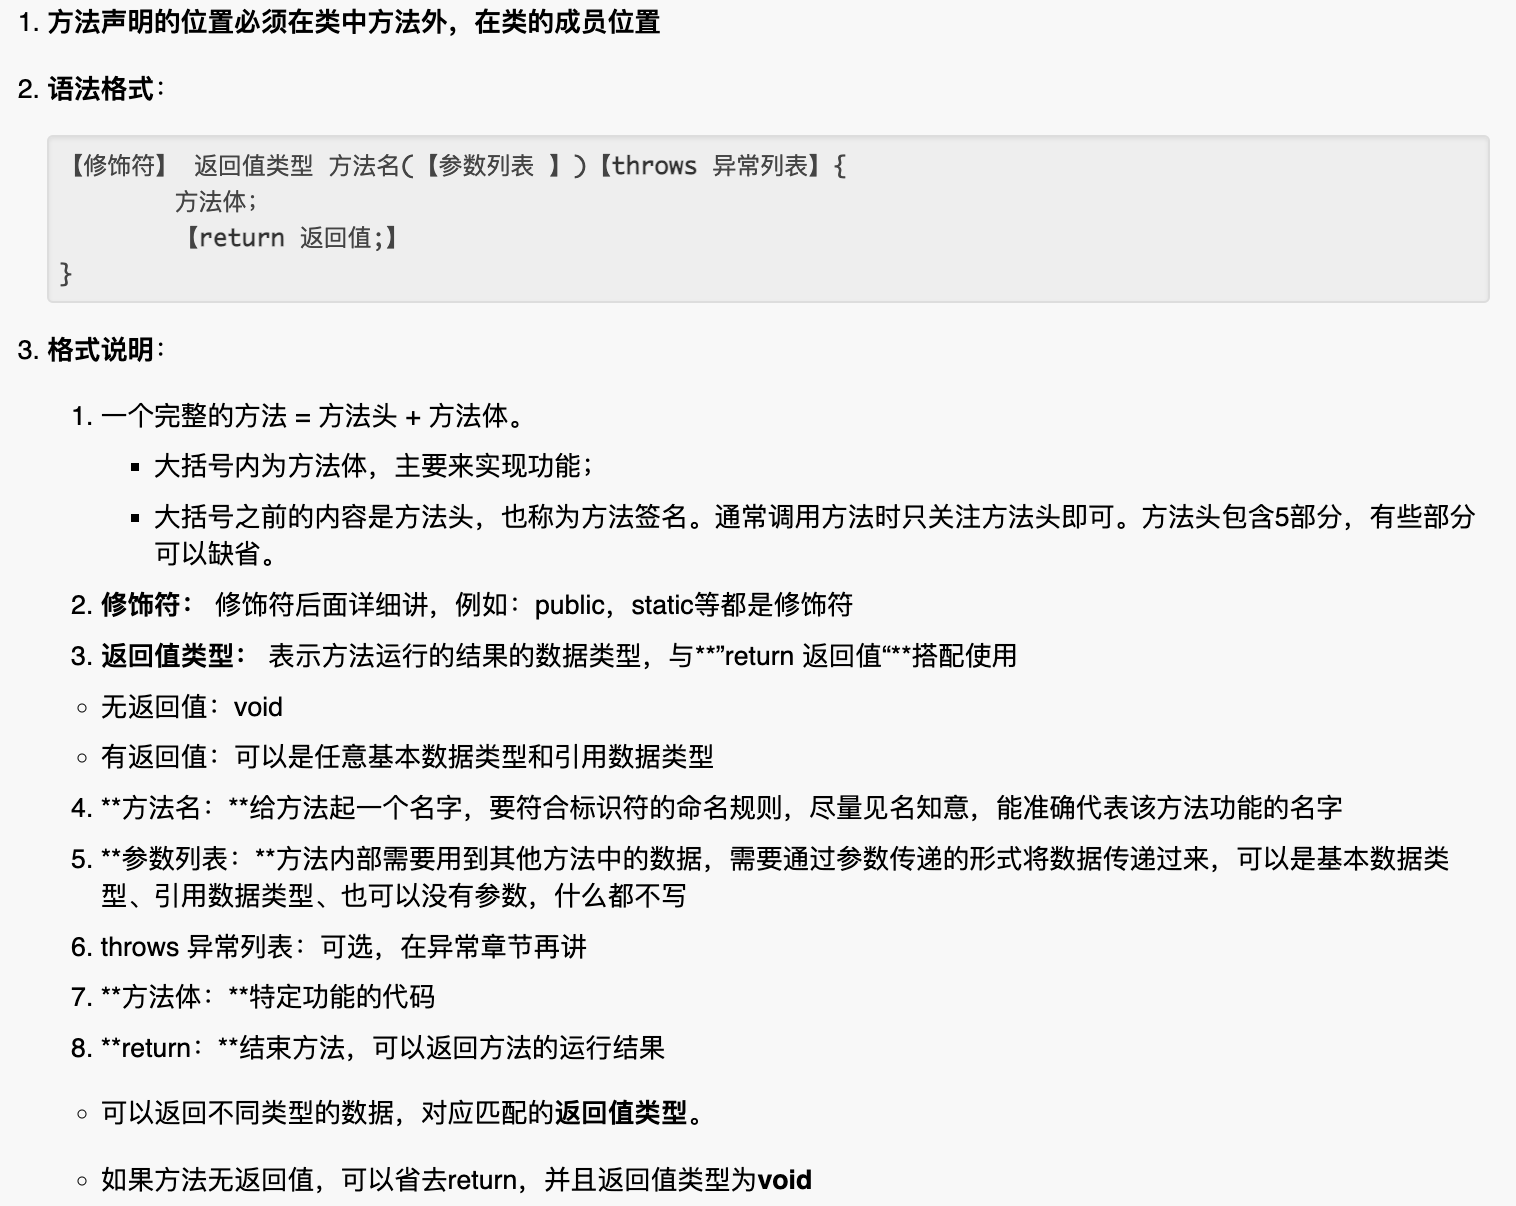 1. 方法声明的位置必须在类中方法外，在类的成员位置
2. 语法格式：
【修饰符】 返回值类型 方法名(【参数列表 】)【throws 异常列表】{
方法体；
【return 返回值;】
}
3. 格式说明：
1. 一个完整的方法 = 方法头 + 方法体。
▪ 大括号内为方法体，主要来实现功能；
▪ 大括号之前的内容是方法头，也称为方法签名。通常调用方法时只关注方法头即可。方法头包含5部分，有些部分
可以缺省。
2. 修饰符： 修饰符后面详细讲，例如：public，static等都是修饰符
3. 返回值类型： 表示方法运行的结果的数据类型，与**”return 返回值“**搭配使用
◦ 无返回值：void
◦ 有返回值：可以是任意基本数据类型和引用数据类型
4. **方法名：**给方法起一个名字，要符合标识符的命名规则，尽量见名知意，能准确代表该方法功能的名字
5. **参数列表：**方法内部需要用到其他方法中的数据，需要通过参数传递的形式将数据传递过来，可以是基本数据类
型、引用数据类型、也可以没有参数，什么都不写
6. throws 异常列表：可选，在异常章节再讲
7. **方法体：**特定功能的代码
8. **return：**结束方法，可以返回方法的运行结果
◦ 可以返回不同类型的数据，对应匹配的返回值类型。
◦ 如果方法无返回值，可以省去return，并且返回值类型为void